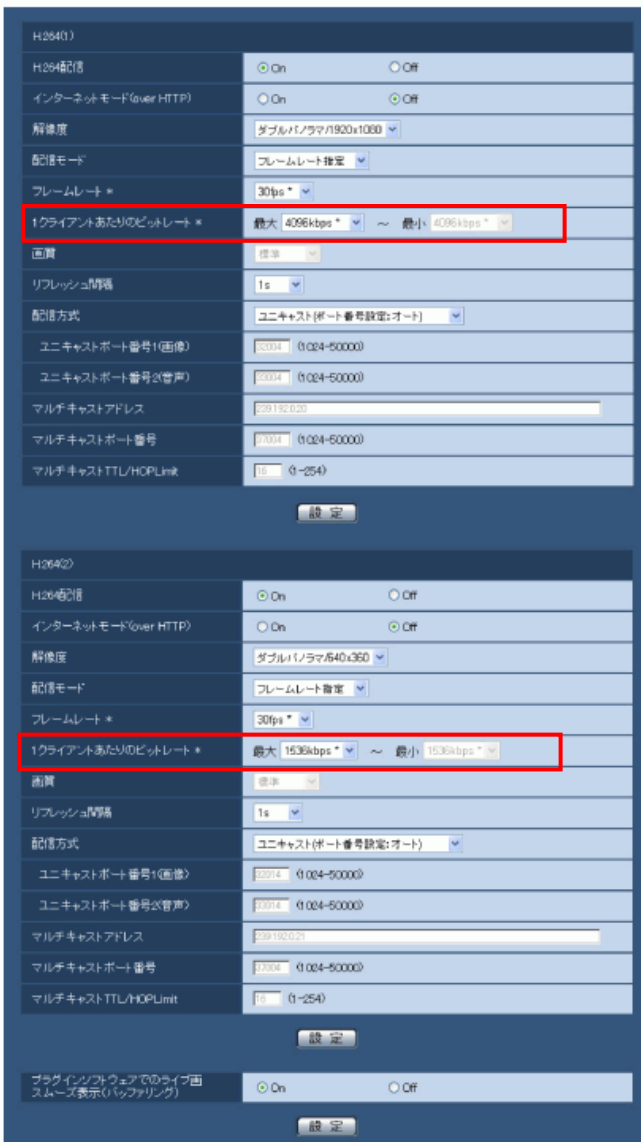 H.264(1)
H.264配信 On Off
インターネットモード(over HTTP) On Off
解像度 ダブルパノラマ/1920x1080
配信モード フレームレート指定
フレームレート * 30fps *
1クライアントあたりのビットレート * 最大 4096kbps * ～ 最小 4096kbps *
画質 標準
リフレッシュ間隔 1s
配信方式 ユニキャスト(ポート番号設定:オート)
ユニキャストポート番号1(画像) 32004 (1024-50000)
ユニキャストポート番号2(音声) 33004 (1024-50000)
マルチキャストアドレス 239.192.0.20
マルチキャストポート番号 37004 (1024-50000)
マルチキャストTTL/HOPLimit 16 (1-254)
設定
H.264(2)
H.264配信 On Off
インターネットモード(over HTTP) On Off
解像度 ダブルパノラマ/640x360
配信モード フレームレート指定
フレームレート * 30fps *
1クライアントあたりのビットレート * 最大 1536kbps * ～ 最小 1536kbps *
画質 標準
リフレッシュ間隔 1s
配信方式 ユニキャスト(ポート番号設定:オート)
ユニキャストポート番号1(画像) 32014 (1024-50000)
ユニキャストポート番号2(音声) 33014 (1024-50000)
マルチキャストアドレス 239.192.0.21
マルチキャストポート番号 37004 (1024-50000)
マルチキャストTTL/HOPLimit 16 (1-254)
設定
プラグインソフトウェアでのライブ画
スムーズ表示(バッファリング) On Off
設定